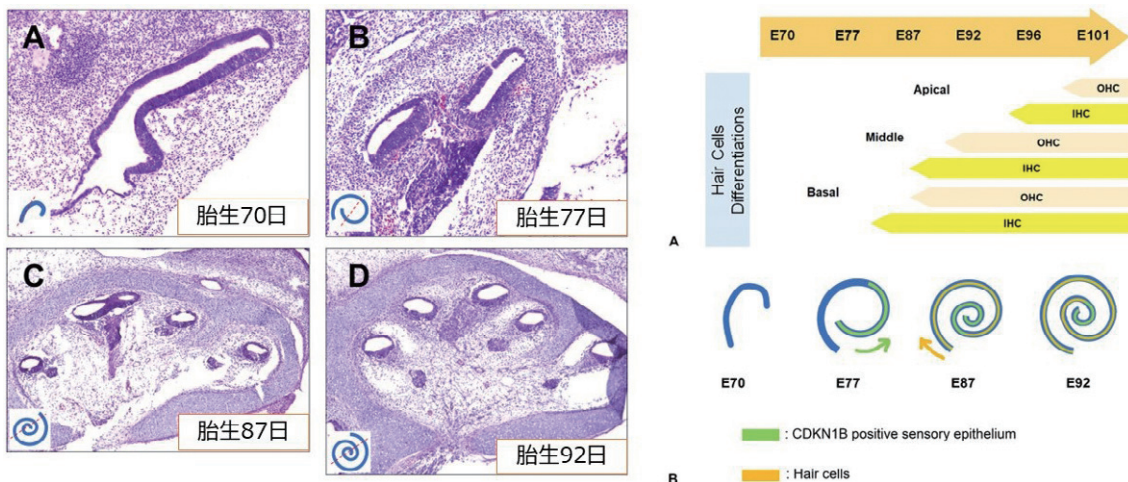 A
胎生70日
B
胎生77日
C
胎生87日
D
胎生92日
E70 E77 E87 E92 E96 E101
Hair Cells
Differentiations
Apical
OHC
IHC
Middle
OHC
IHC
Basal
OHC
IHC
A
E70 E77 E87 E92
: CDKN1B positive sensory epithelium
: Hair cells
B